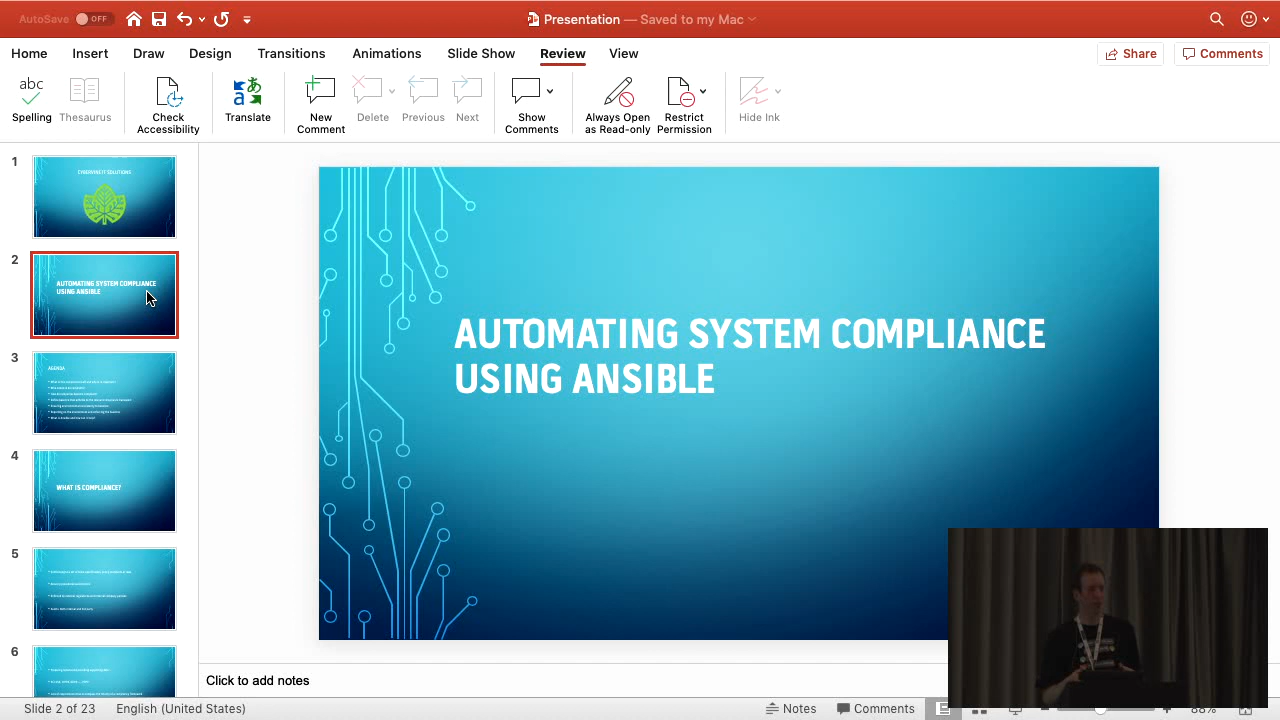 AutoSave OFF
Presentation — Saved to my Mac
Home Insert Draw Design Transitions Animations Slide Show Review View
Share Comments
abc
Spelling Thesaurus Check Accessibility Translate New Comment Delete Previous Next Show Comments Always Open as Read-only Restrict Permission Hide Ink
1
CYBERVINE IT SOLUTIONS
2
AUTOMATING SYSTEM COMPLIANCE
USING ANSIBLE
3
AGENDA
4
WHAT IS COMPLIANCE?
5
6
AUTOMATING SYSTEM COMPLIANCE
USING ANSIBLE
Click to add notes
Slide 2 of 23 English (United States) Notes Comments 88%